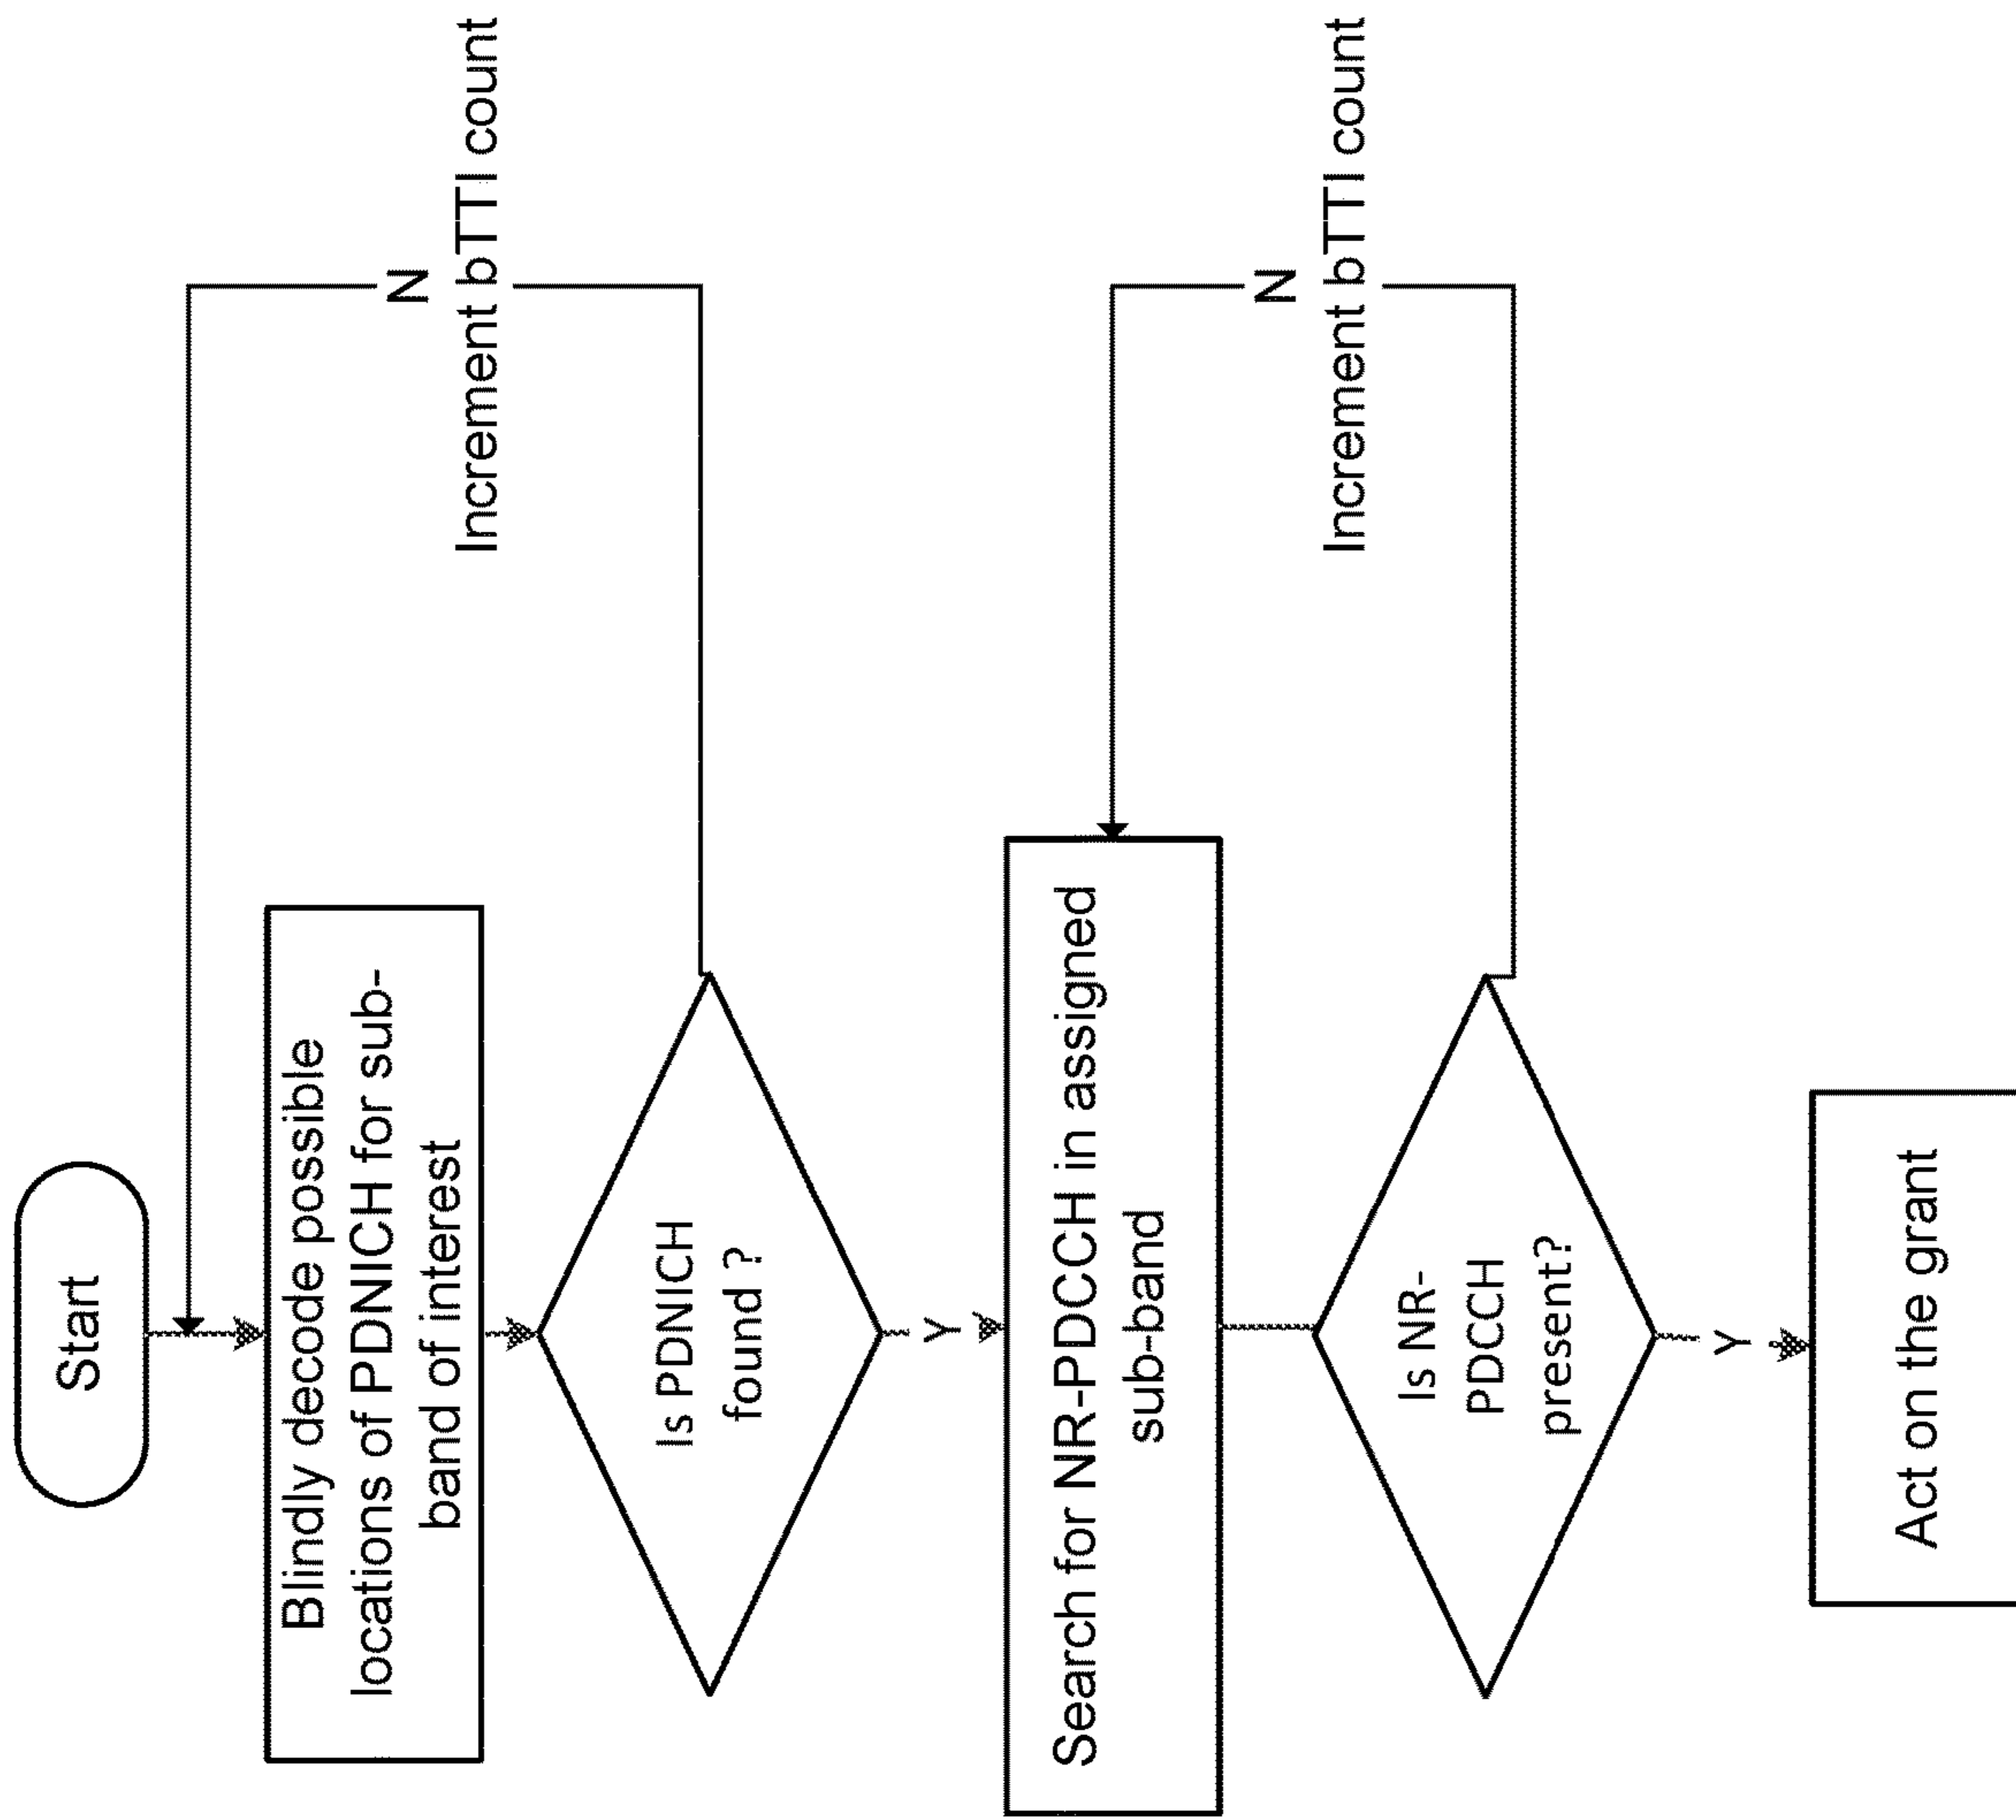 Start
Blindly decode possible
locations of PDNICH for sub-
band of interest
Is PDNICH
found ?
N
Increment bTTI count
Y
Search for NR-PDCCH in assigned
sub-band
Is NR-
PDCCH
present?
N
Increment bTTI count
Y
Act on the grant